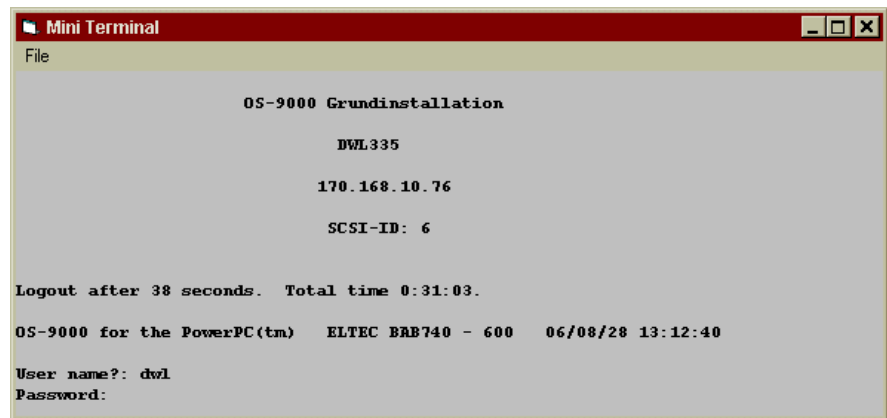 Mini Terminal
File
OS-9000 Grundinstallation
DWL335
170.168.10.76
SCSI-ID: 6
Logout after 38 seconds. Total time 0:31:03.
OS-9000 for the PowerPC(tm) ELTEC BAB740 - 600 06/08/28 13:12:40
User name?: dwl
Password: